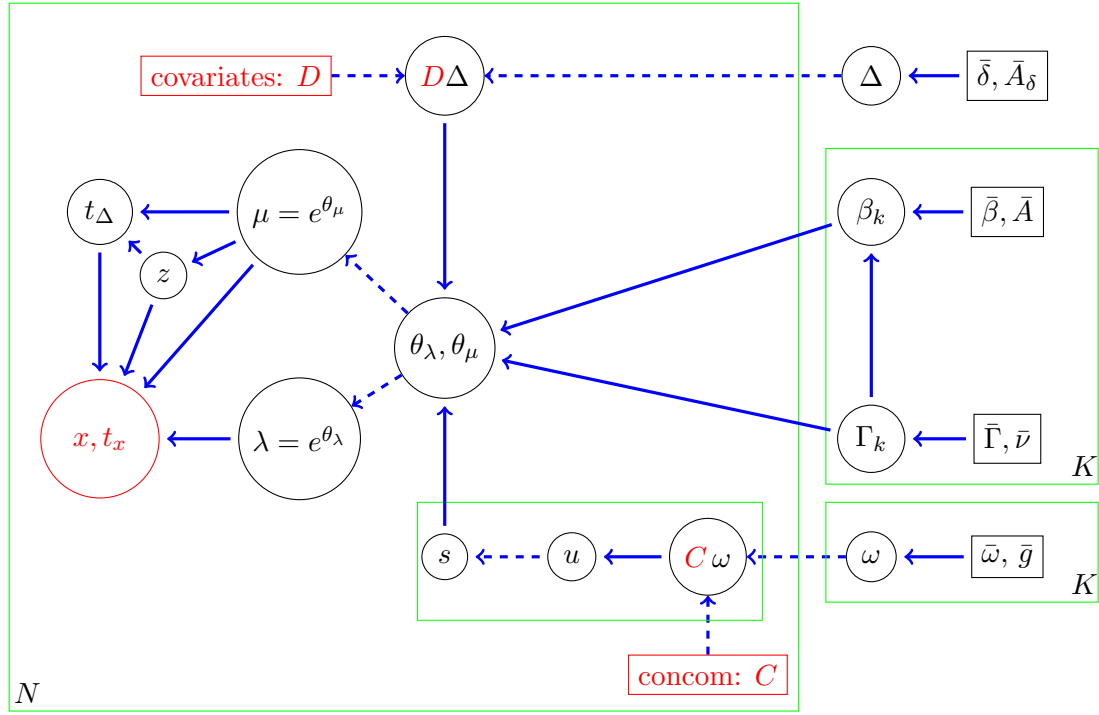 covariates: D
DΔ
Δ
δ̄, Ā_δ
t_Δ
μ = e^{θ_μ}
β_k
β̄, Ā
z
θ_λ, θ_μ
x, t_x
λ = e^{θ_λ}
Γ_k
Γ̄, ν̄
K
s
u
C ω
ω
ω̄, ḡ
K
concom: C
N